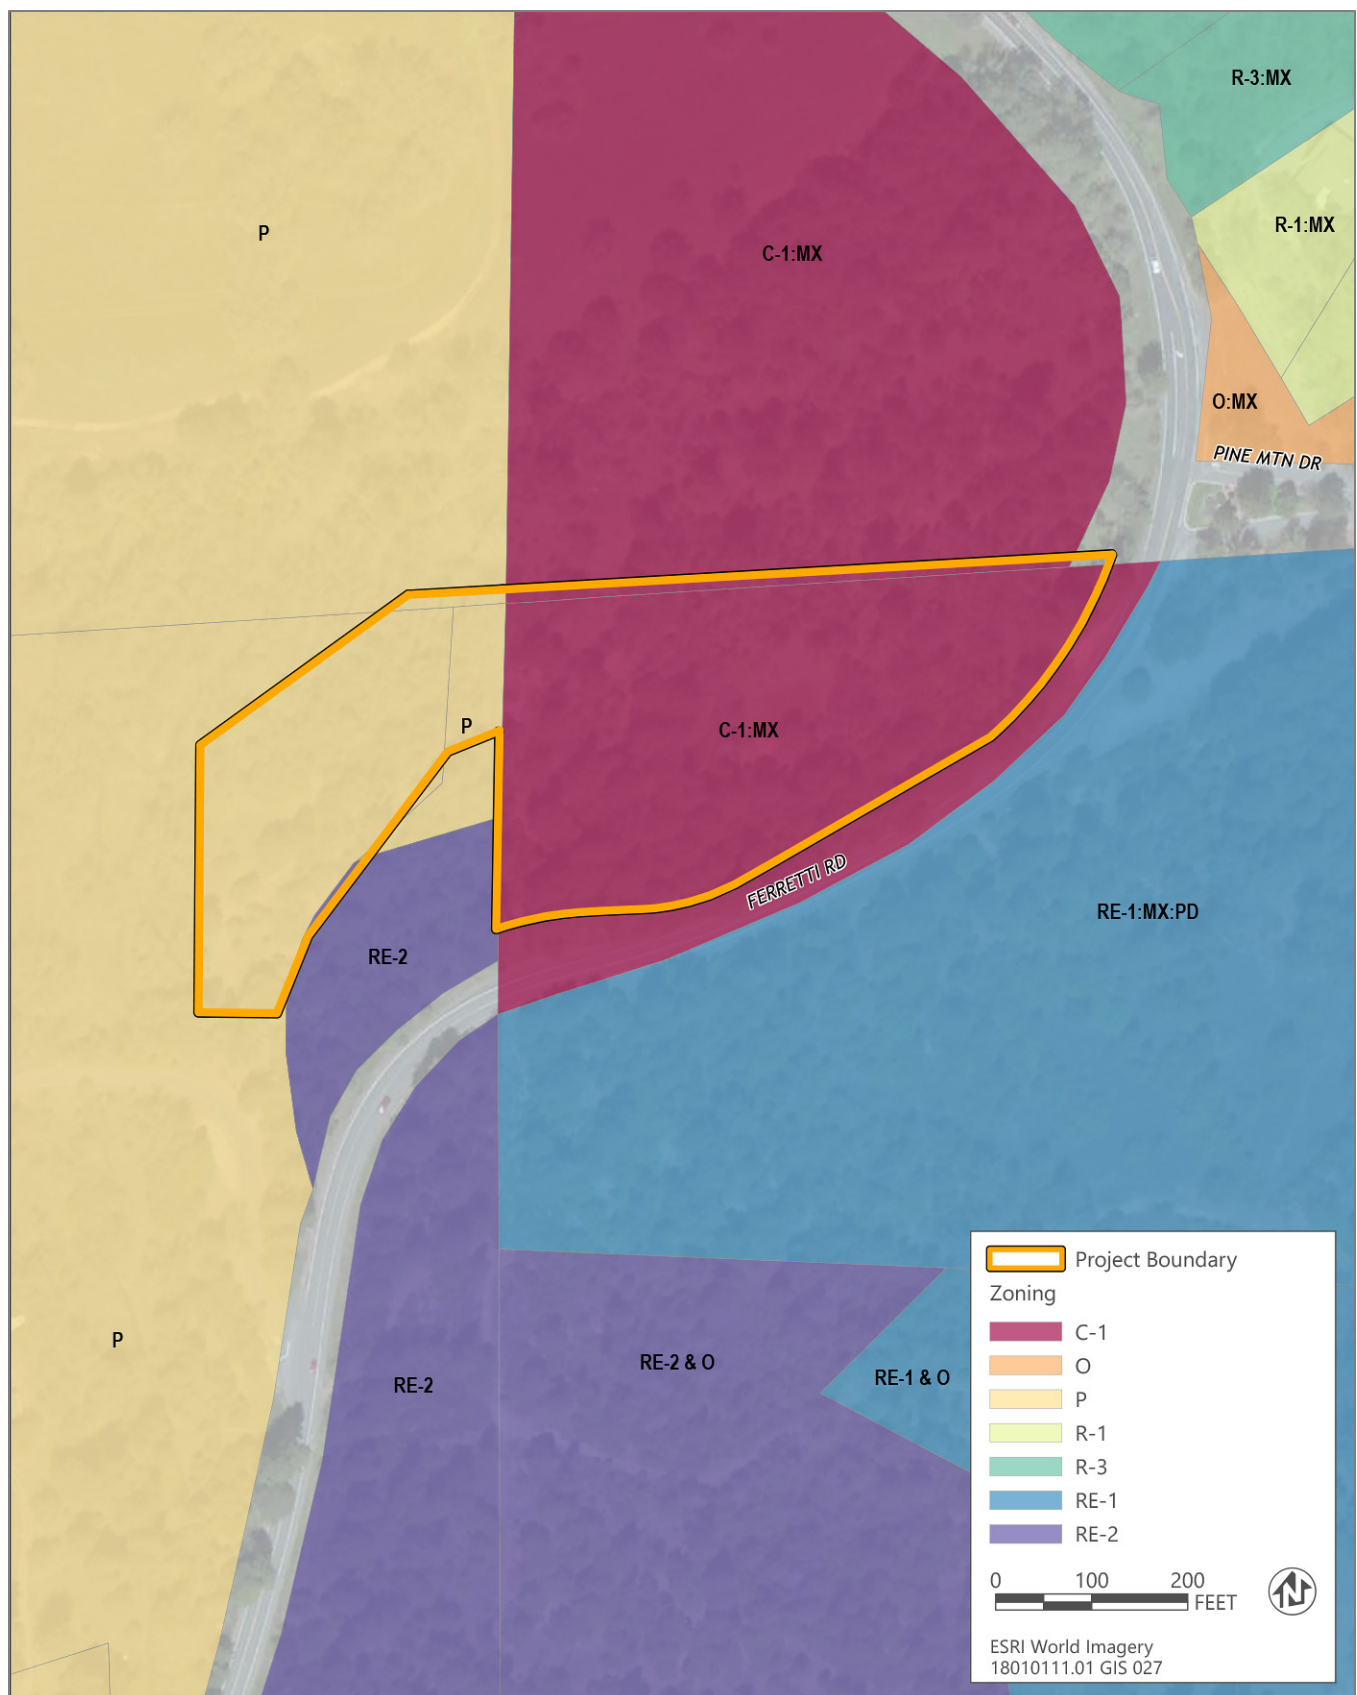 R-3:MX
P
C-1:MX
R-1:MX
O:MX
PINE MTN DR
P
C-1:MX
FERRETTI RD
RE-1:MX:PD
RE-2
P
RE-2
RE-2 & O
RE-1 & O
Project Boundary
Zoning
C-1
O
P
R-1
R-3
RE-1
RE-2
0 100 200
FEET
N
ESRI World Imagery
18010111.01 GIS 027